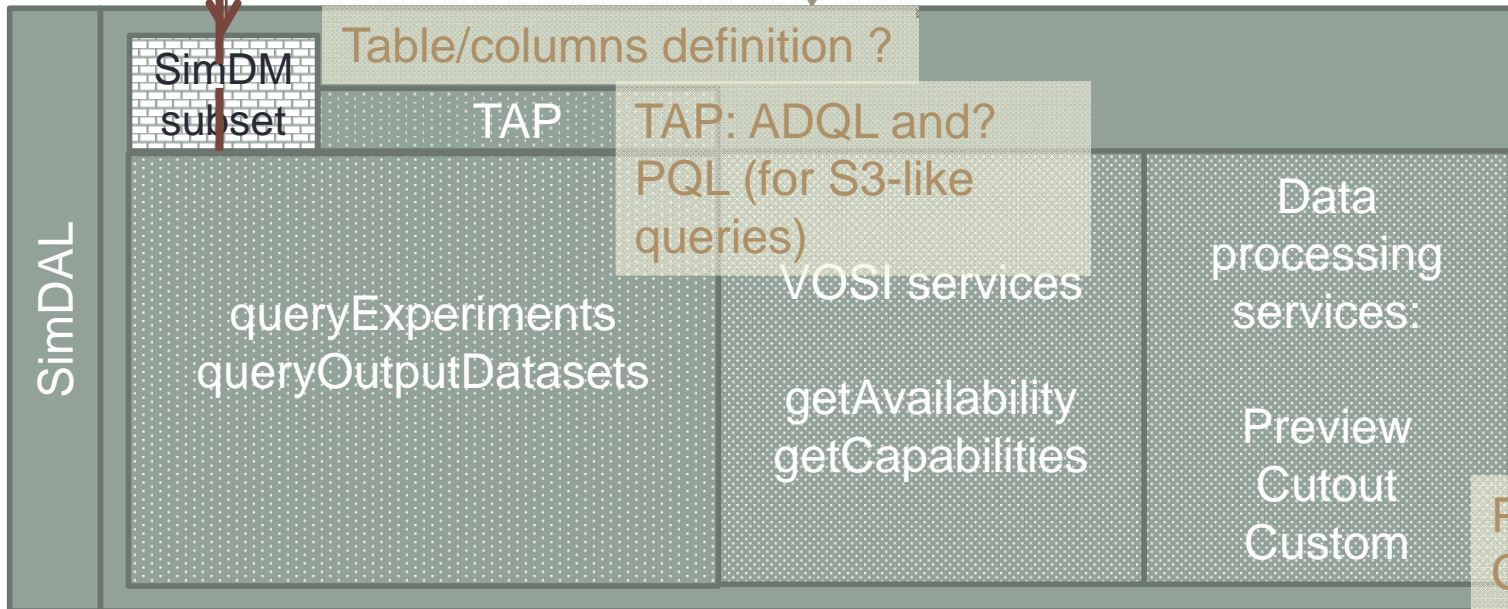 SimDAL
SimDM
subset
Table/columns definition ?
TAP
TAP: ADQL and?
PQL (for S3-like
queries)
queryExperiments
queryOutputDatasets
VOSI services
getAvailability
getCapabilities
Data
processing
services:
Preview
Cutout
Custom